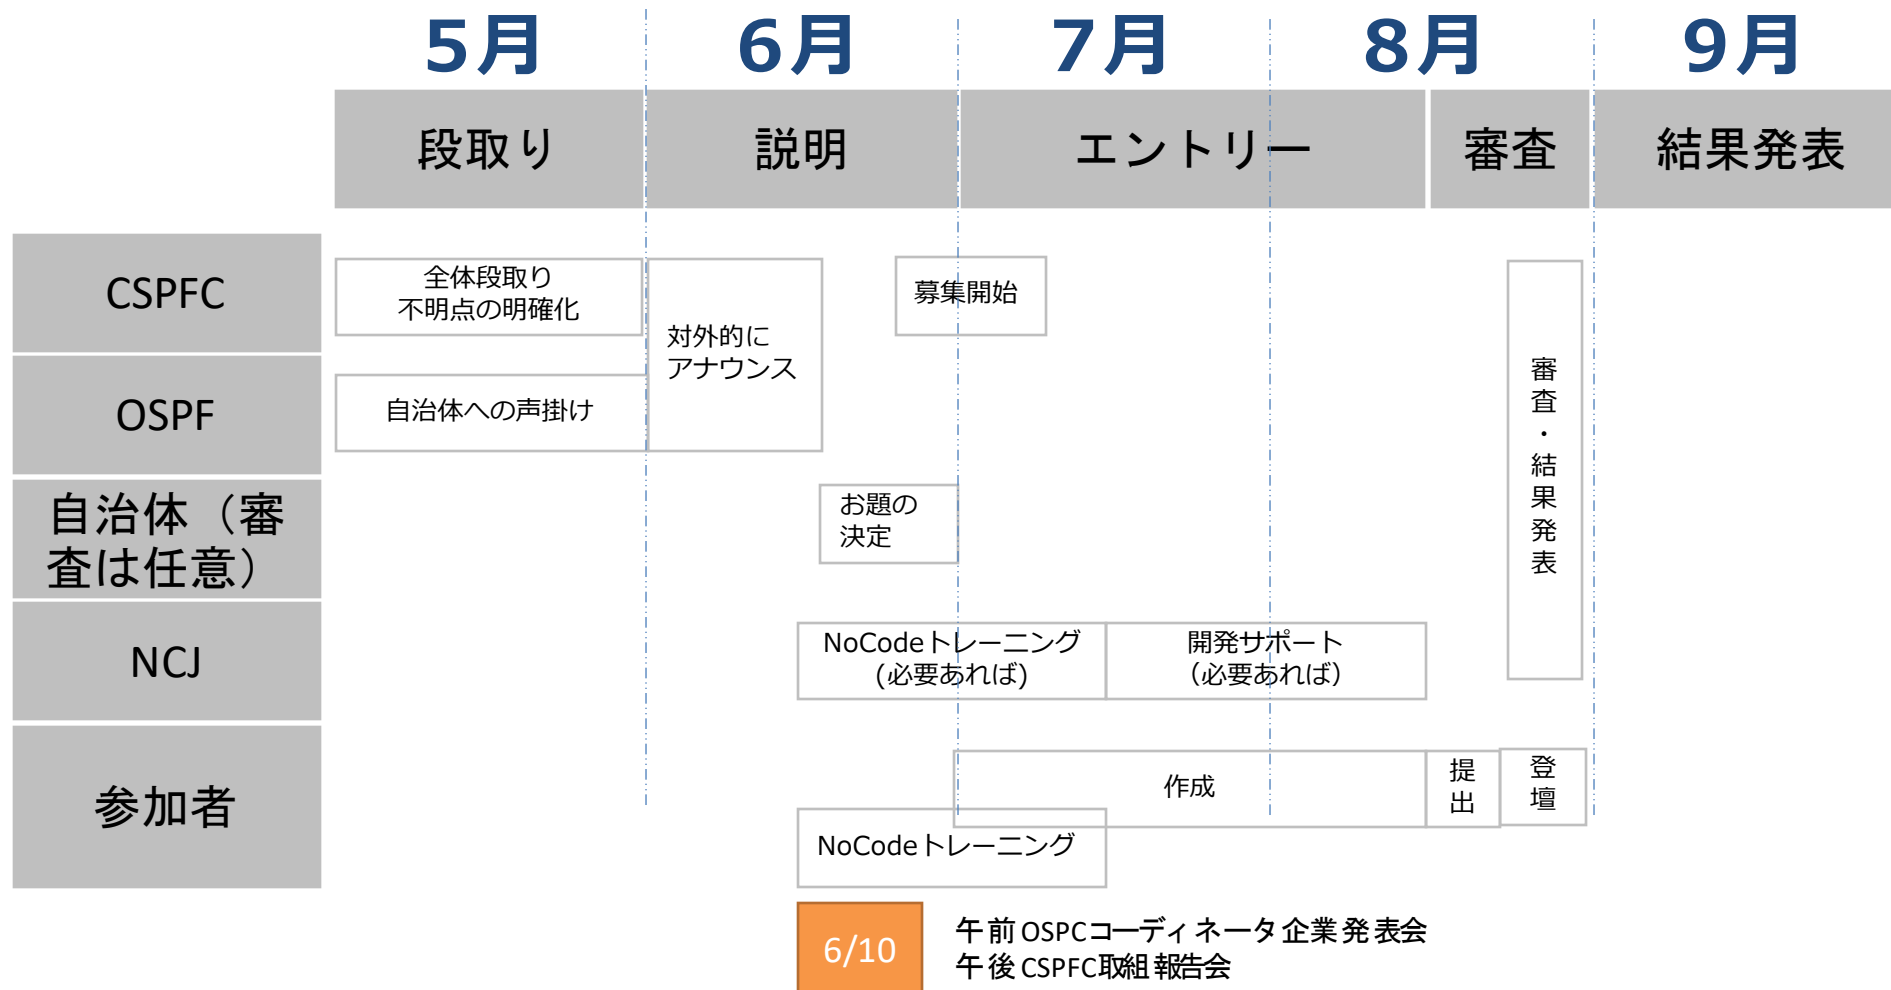 5月
6月
7月
8月
9月
段取り
説明
エントリー
審査
結果発表
CSPFC
全体段取り
不明点の明確化
対外的に
アナウンス
募集開始
OSPF
自治体への声掛け
審
査
・
結
果
発
表
自治体（審
査は任意）
お題の
決定
NCJ
NoCodeトレーニング
(必要あれば)
開発サポート
（必要あれば）
参加者
作成
提
出
登
壇
NoCodeトレーニング
6/10
午前OSPCコーディネータ企業発表会
午後CSPFC取組報告会